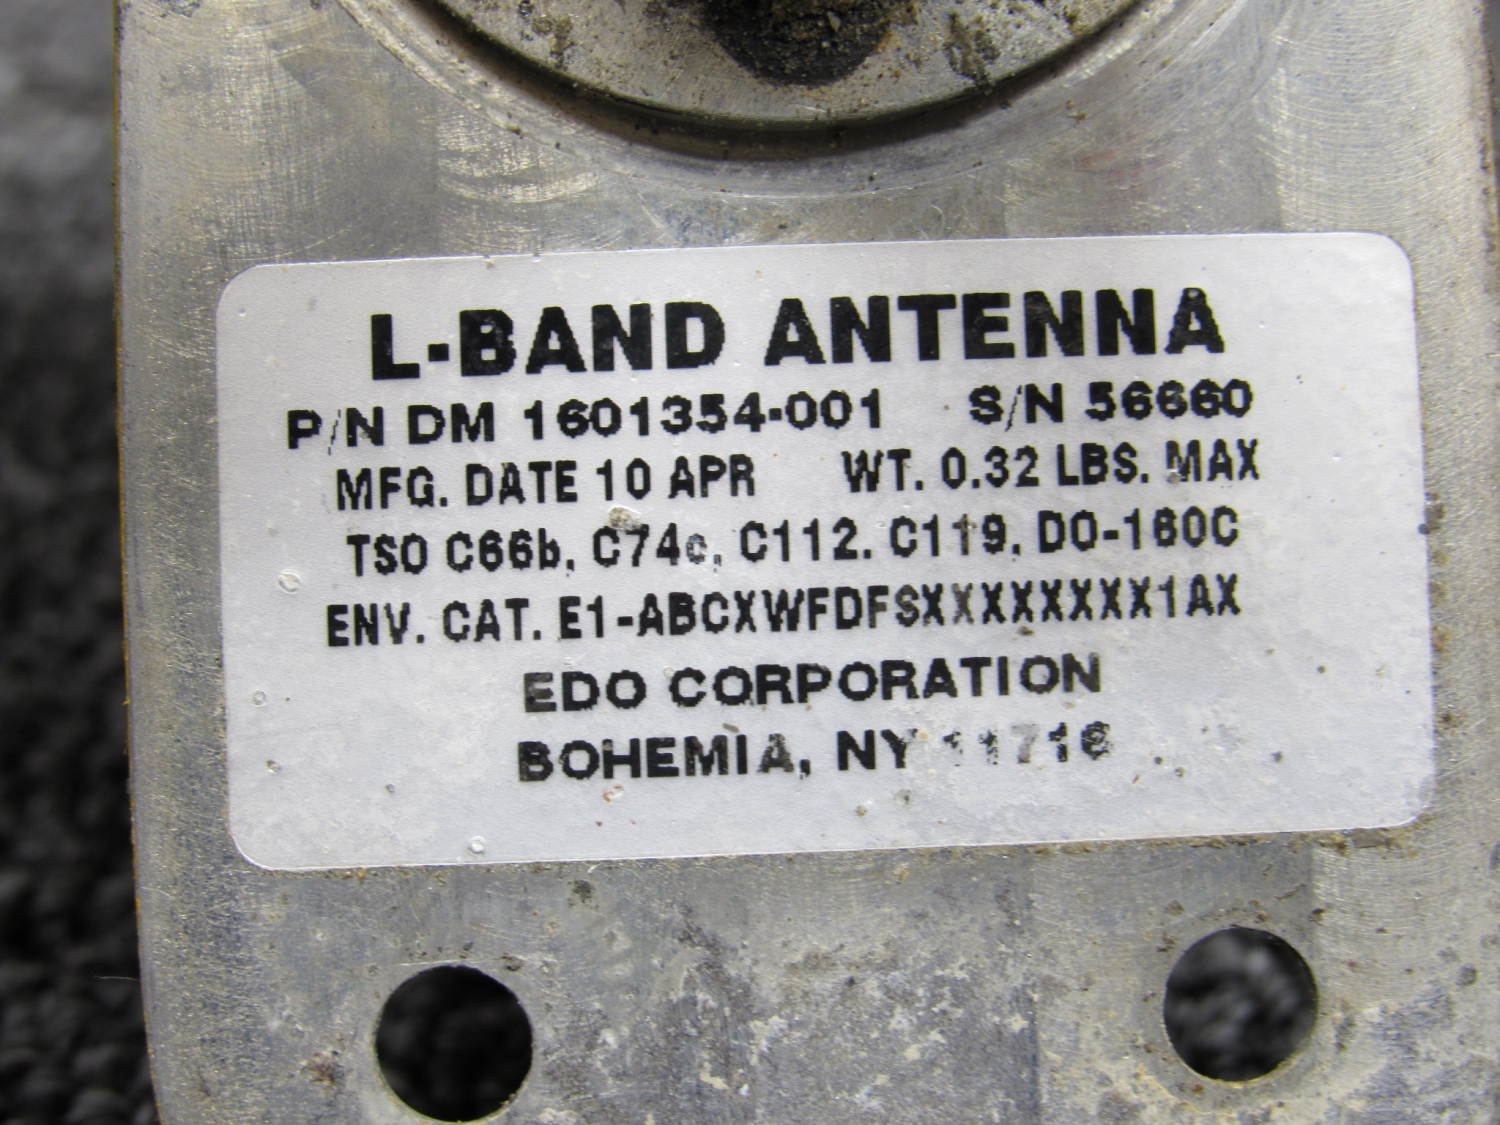 L-BAND ANTENNA
P/N DM 1601354-001 S/N 56660
MFG. DATE 10 APR WT. 0.32 LBS. MAX
TSO C66b, C74c, C112. C119, DO-160C
ENV. CAT. E1-ABCXWFDFSXXXXXXXX1AX
EDO CORPORATION
BOHEMIA, NY 11716